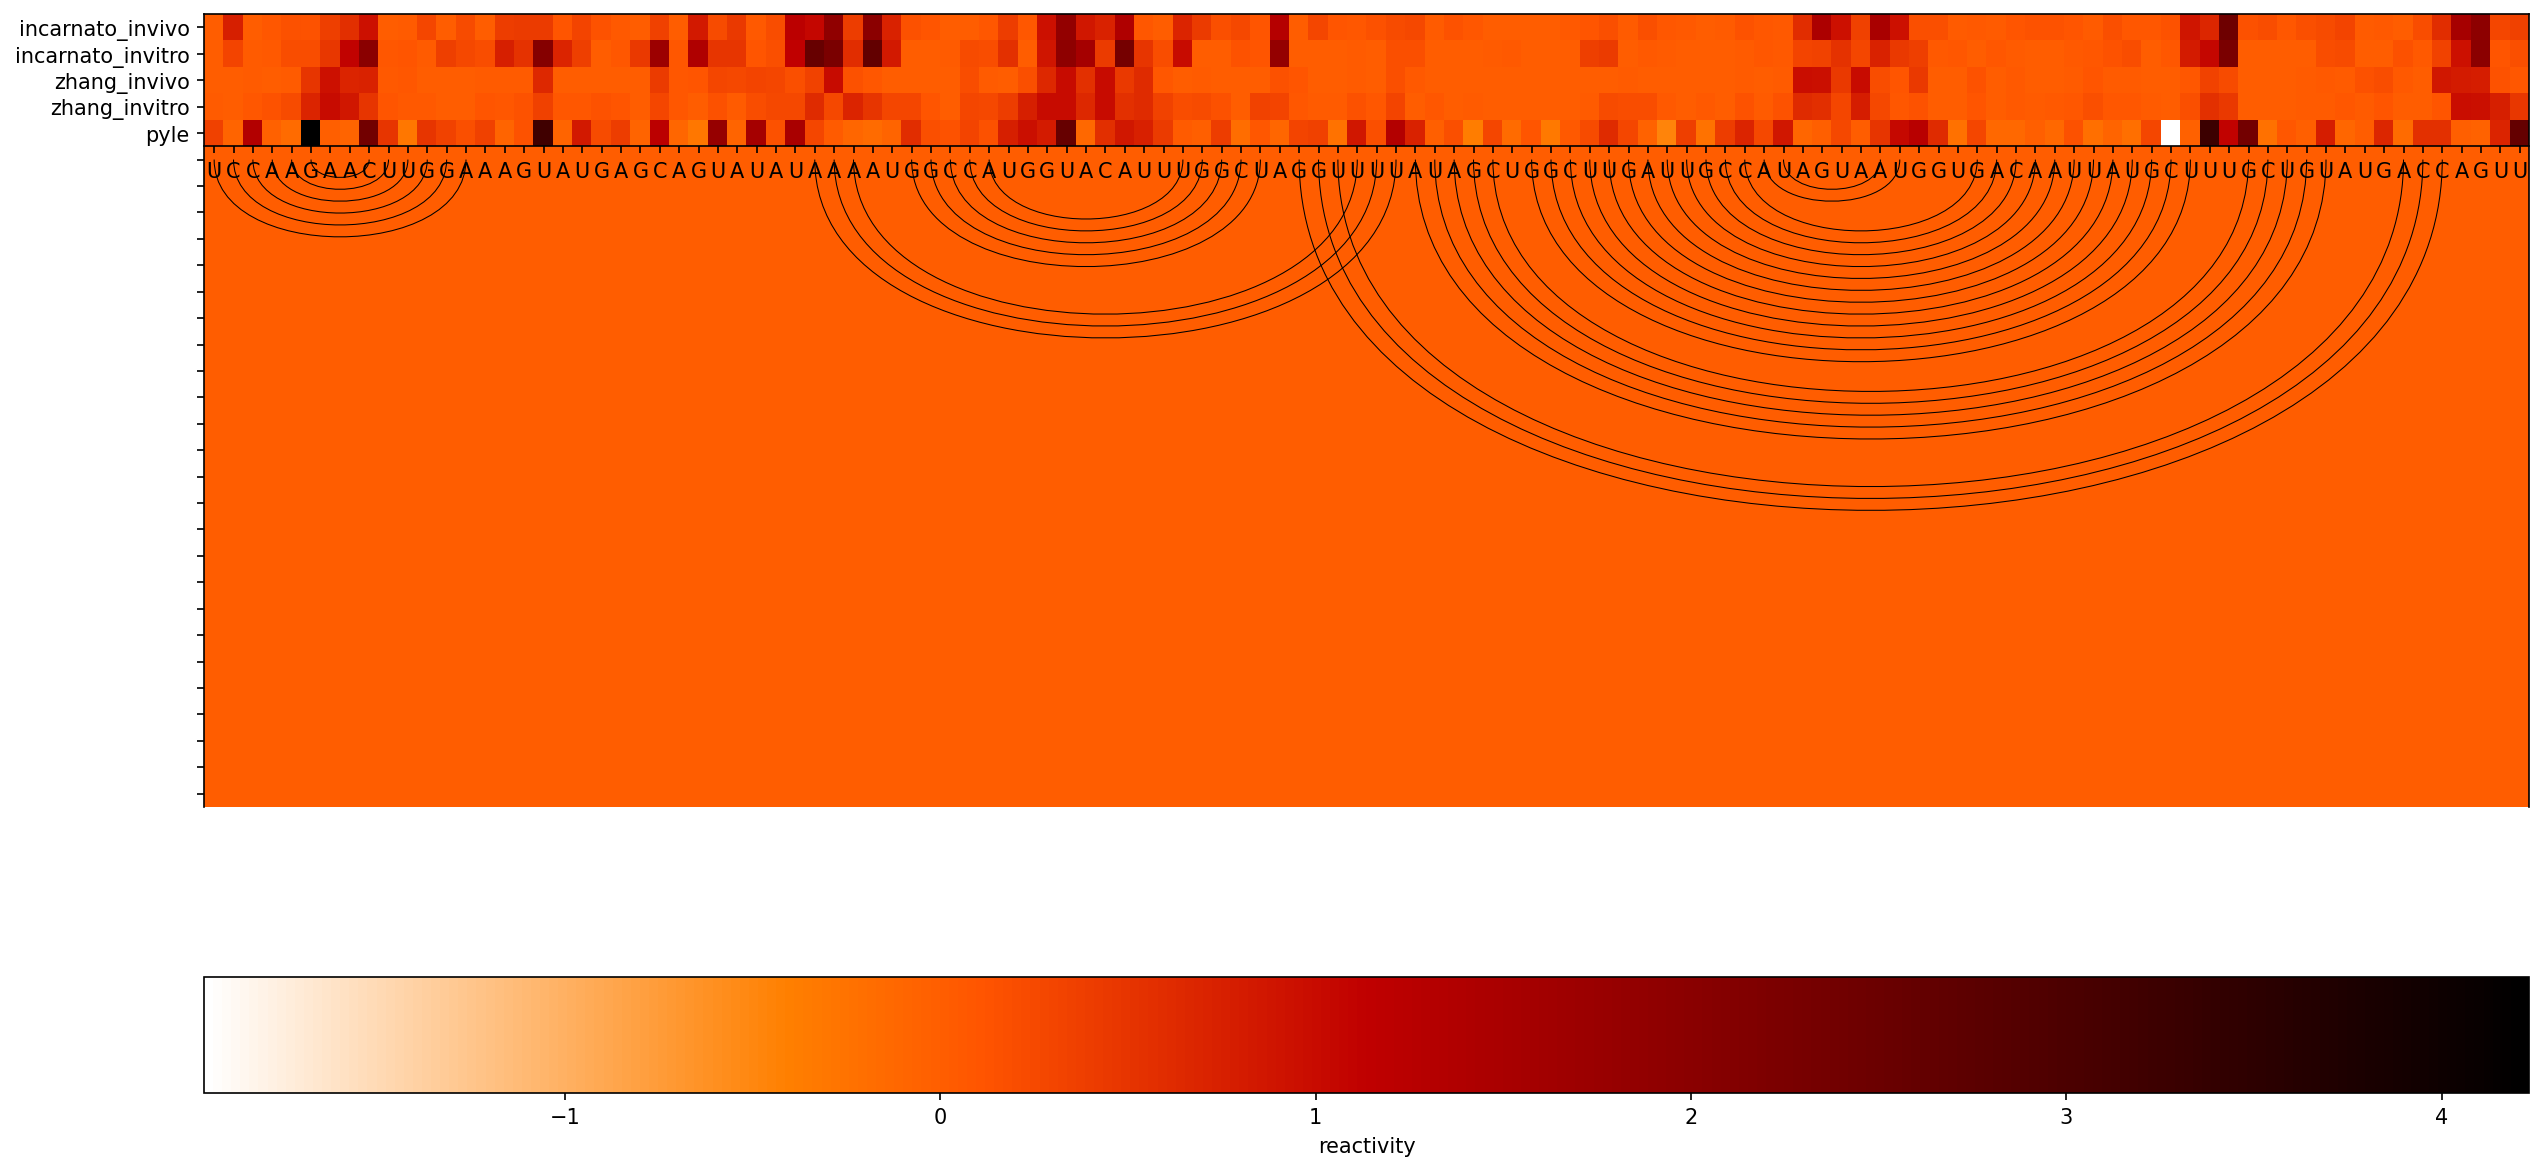 incarnato_invivo
incarnato_invitro
zhang_invivo
zhang_invitro
pyle
UCCAAGAACUUGGAAAGUAUGAGCAGUAUAUAAAAUGGCCAUGGUACAUUUGGCUAGGUUUUAUAGCUGGCUUGAUUGCCAUAGUAAUGGUGACAAUUAUGCUUUGCUGUAUGACCAGUU
−1 0 1 2 3 4
reactivity